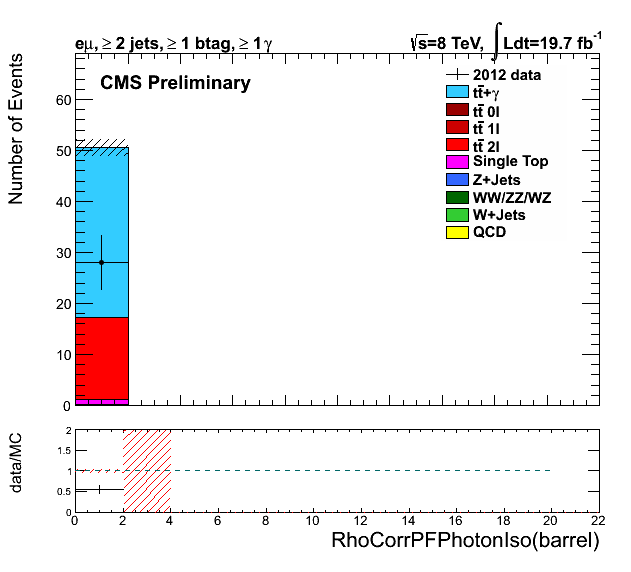 eμ, ≥ 2 jets, ≥ 1 btag, ≥ 1γ
√s=8 TeV, ∫Ldt=19.7 fb⁻¹
Number of Events
CMS Preliminary
2012 data
tt̄+γ
tt̄ 0l
tt̄ 1l
tt̄ 2l
Single Top
Z+Jets
WW/ZZ/WZ
W+Jets
QCD
60
50
40
30
20
10
0
data/MC
2
1.5
1
0.5
0
0 2 4 6 8 10 12 14 16 18 20 22
RhoCorrPFPhotonIso(barrel)